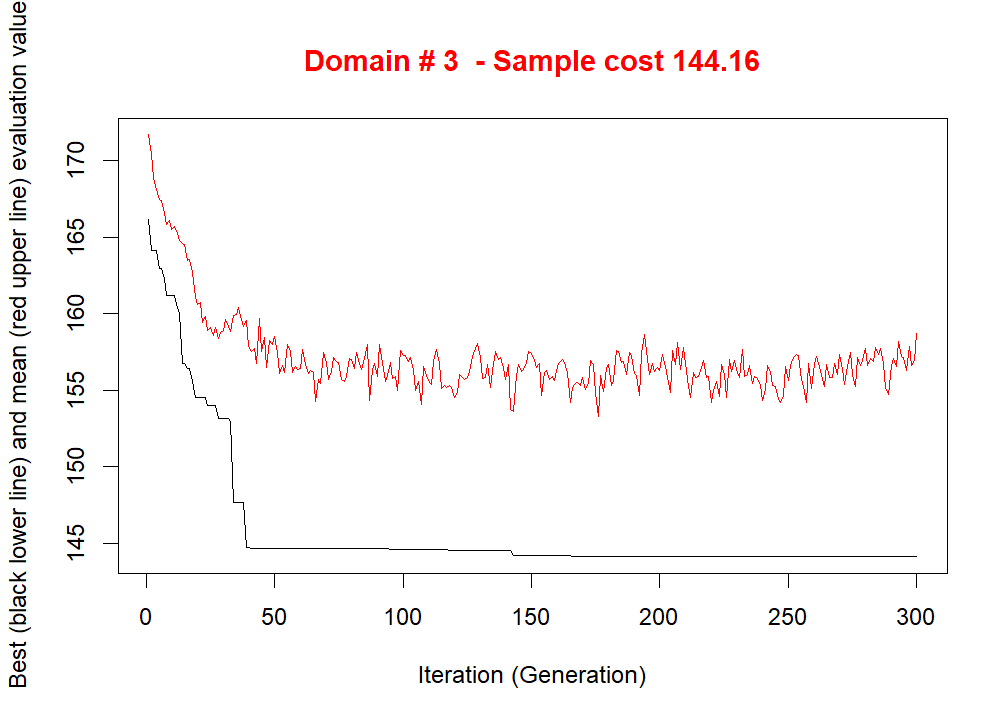 Domain # 3  - Sample cost 144.16
Best (black lower line) and mean (red upper line) evaluation value
170
165
160
155
150
145
0 50 100 150 200 250 300
Iteration (Generation)